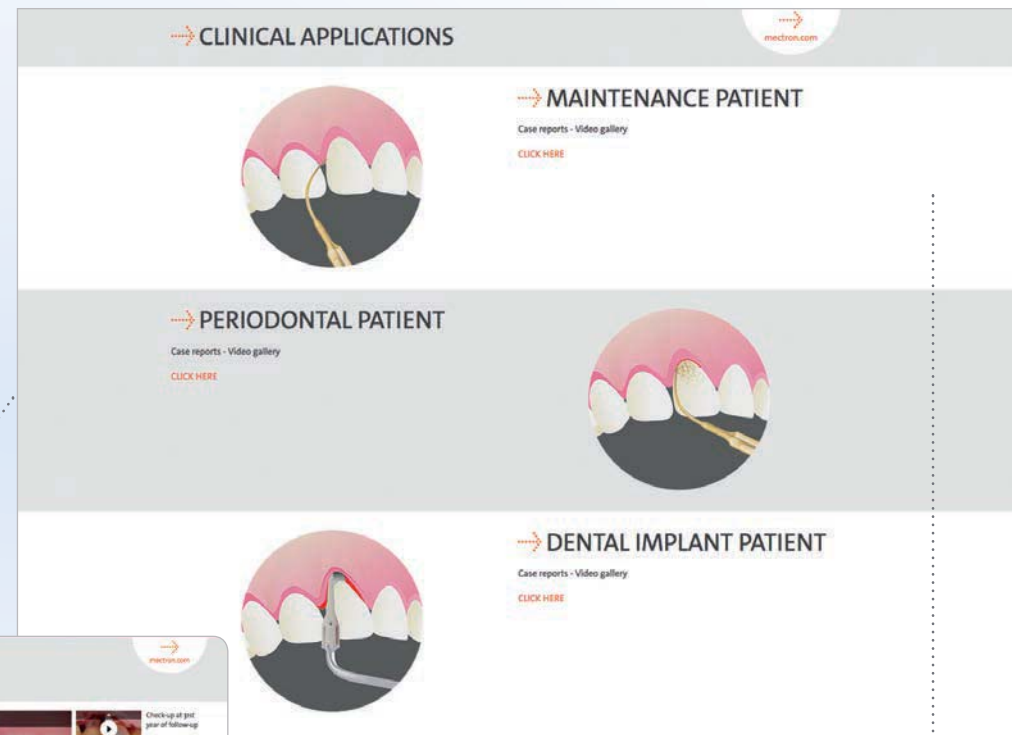 CLINICAL APPLICATIONS
mectron.com
MAINTENANCE PATIENT
Case reports - Video gallery
CLICK HERE
PERIODONTAL PATIENT
Case reports - Video gallery
CLICK HERE
DENTAL IMPLANT PATIENT
Case reports - Video gallery
CLICK HERE
mectron.com
Check-up at
year of follow-up